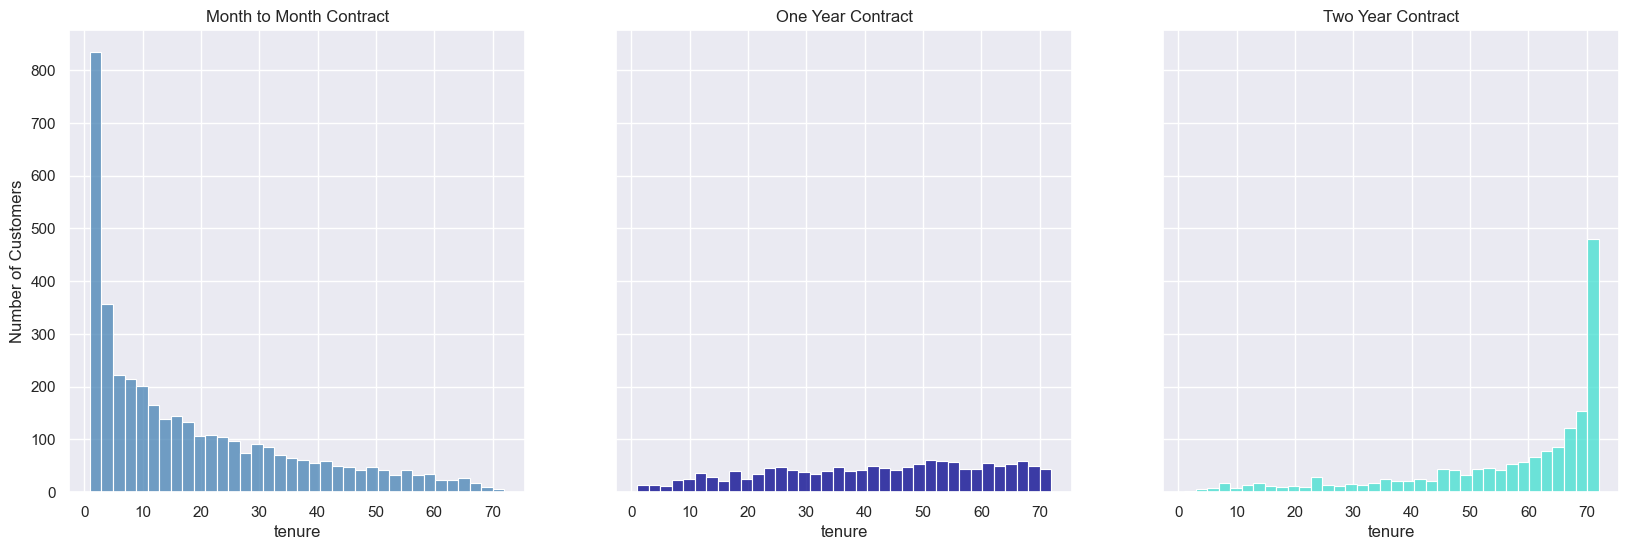 Month to Month Contract
One Year Contract
Two Year Contract
Number of Customers
800
700
600
500
400
300
200
100
0
0 10 20 30 40 50 60 70
0 10 20 30 40 50 60 70
0 10 20 30 40 50 60 70
tenure
tenure
tenure